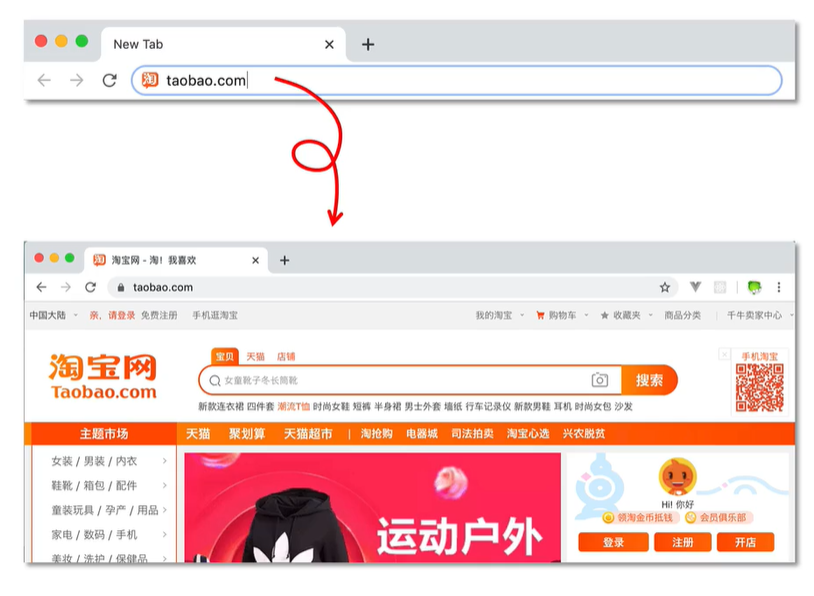 New Tab
taobao.com
淘宝网 - 淘！我喜欢
taobao.com
中国大陆 亲，请登录 免费注册 手机逛淘宝 我的淘宝 购物车 收藏夹 商品分类 千牛卖家中心
宝贝 天猫 店铺
手机淘宝
淘宝网
Taobao.com
女童靴子冬长筒靴 搜索
新款连衣裙 四件套 潮流T恤 时尚女鞋 短裤 半身裙 男士外套 墙纸 行车记录仪 新款男鞋 耳机 时尚女包 沙发
主题市场 天猫 聚划算 天猫超市 | 淘抢购 电器城 司法拍卖 淘宝心选 兴农脱贫
女装 / 男装 / 内衣
鞋靴 / 箱包 / 配件
童装玩具 / 孕产 / 用品
家电 / 数码 / 手机
美妆 / 洗护 / 保健品
运动户外
Hi! 你好
领淘金币抵钱 会员俱乐部
登录 注册 开店